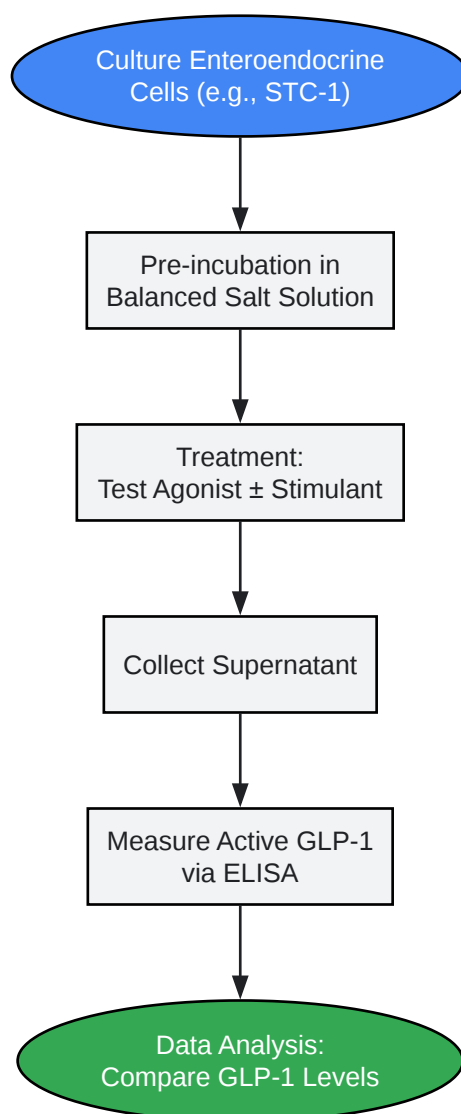 Culture Enteroendocrine
Cells (e.g., STC-1)
Pre-incubation in
Balanced Salt Solution
Treatment:
Test Agonist ± Stimulant
Collect Supernatant
Measure Active GLP-1
via ELISA
Data Analysis:
Compare GLP-1 Levels